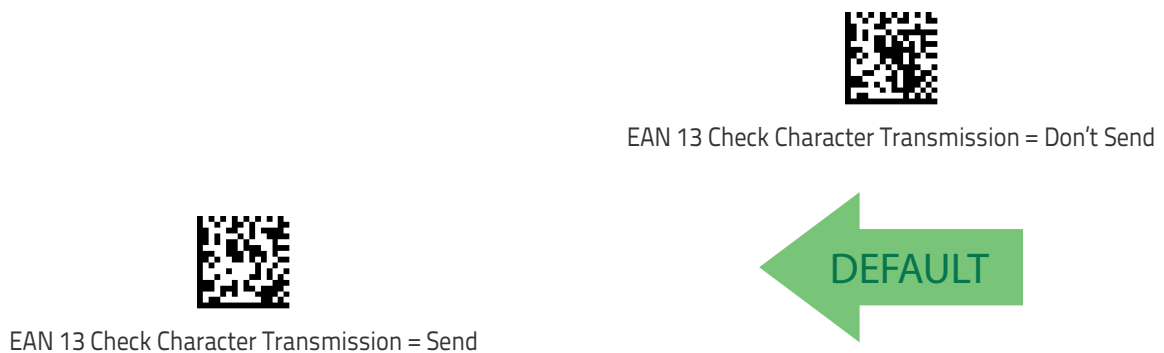 EAN 13 Check Character Transmission = Don't Send
DEFAULT
EAN 13 Check Character Transmission = Send